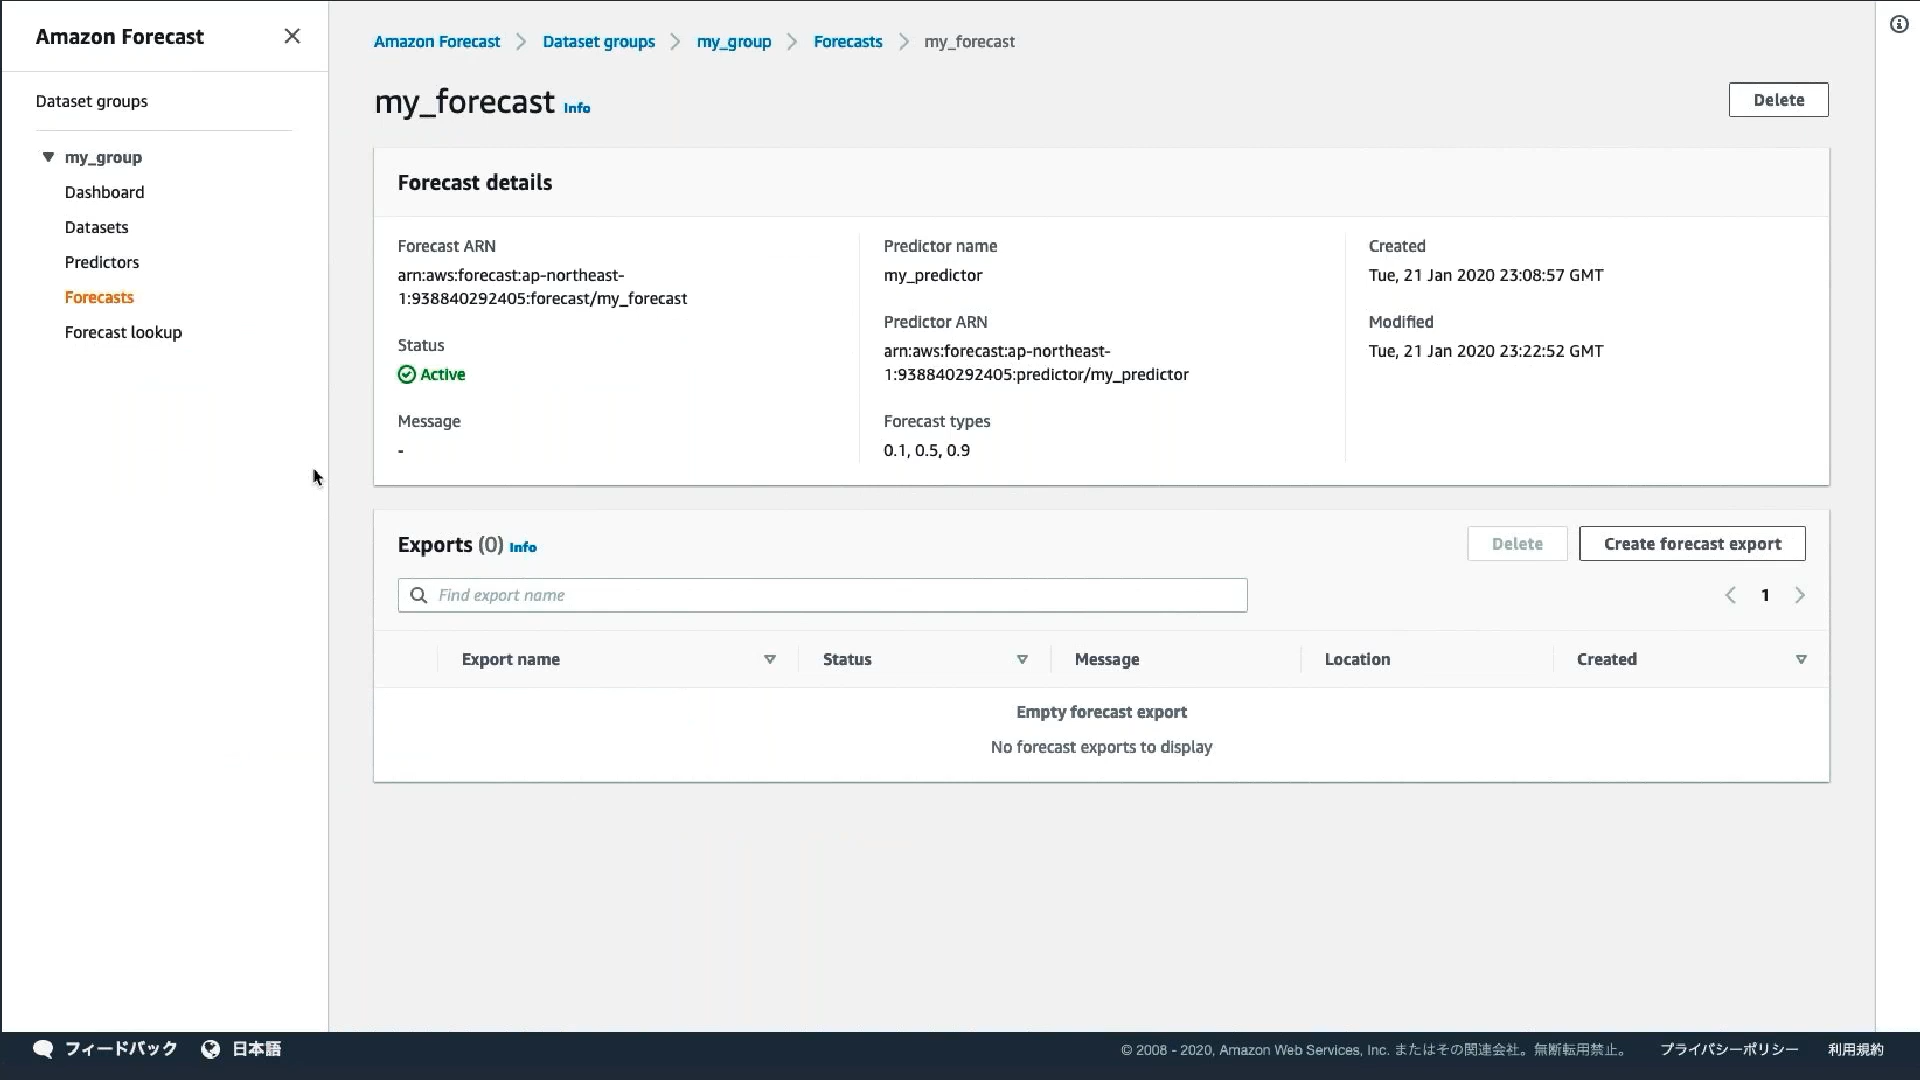 Amazon Forecast
Dataset groups
my_group
Dashboard
Datasets
Predictors
Forecasts
Forecast lookup
Amazon Forecast
Dataset groups
my_group
Forecasts
my_forecast
my_forecast Info
Delete
Forecast details
Forecast ARN
arn:aws:forecast:ap-northeast-
1:938840292405:forecast/my_forecast
Status
Active
Message
-
Predictor name
my_predictor
Predictor ARN
arn:aws:forecast:ap-northeast-
1:938840292405:predictor/my_predictor
Forecast types
0.1, 0.5, 0.9
Created
Tue, 21 Jan 2020 23:08:57 GMT
Modified
Tue, 21 Jan 2020 23:22:52 GMT
Exports (0) Info
Delete
Create forecast export
Find export name
1
Export name
Status
Message
Location
Created
Empty forecast export
No forecast exports to display
フィードバック
日本語
© 2008 - 2020, Amazon Web Services, Inc. またはその関連会社。無断転用禁止。
プライバシーポリシー
利用規約